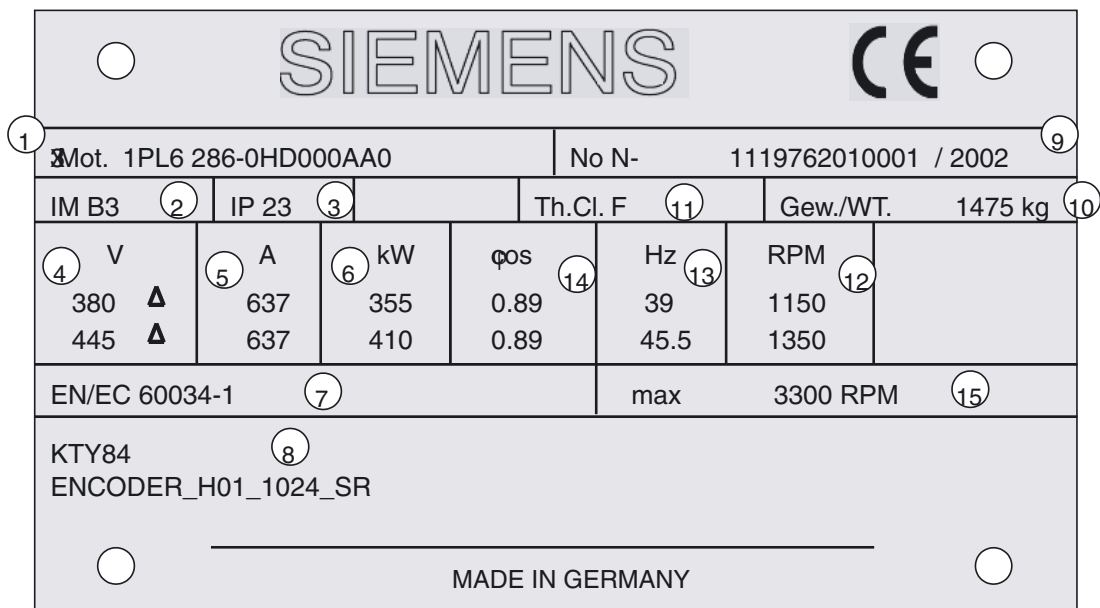 SIEMENS CE
1 3~Mot. 1PL6 286-0HD000AA0 No N- 1119762010001 / 2002 9
IM B3 2 IP 23 3 Th.Cl. F 11 Gew./WT. 1475 kg 10
4 V 5 A 6 kW cos φ 14 Hz 13 RPM 12
380 Δ 637 355 0.89 39 1150
445 Δ 637 410 0.89 45.5 1350
EN/EC 60034-1 7 max 3300 RPM 15
KTY84 8
ENCODER_H01_1024_SR
MADE IN GERMANY